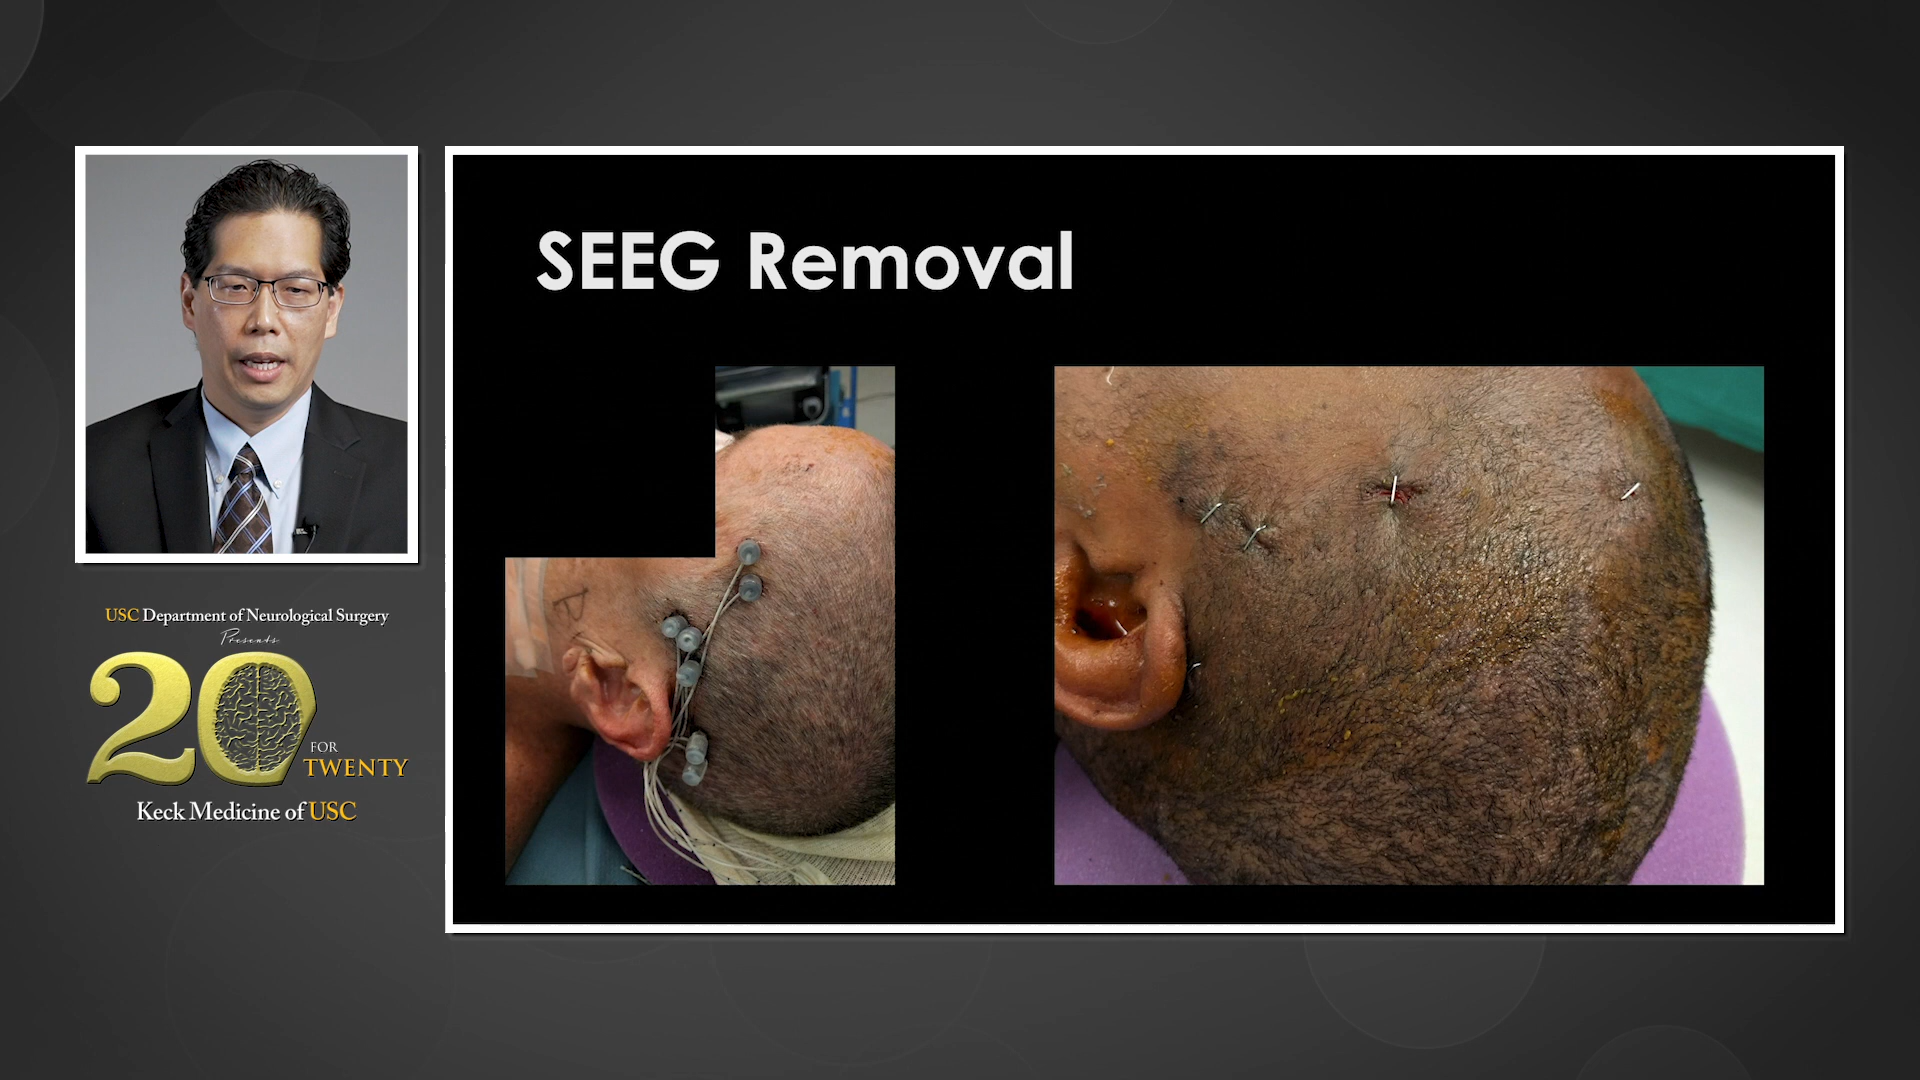 SEEG Removal
USC Department of Neurological Surgery
Presents
20
FOR
TWENTY
Keck Medicine of USC